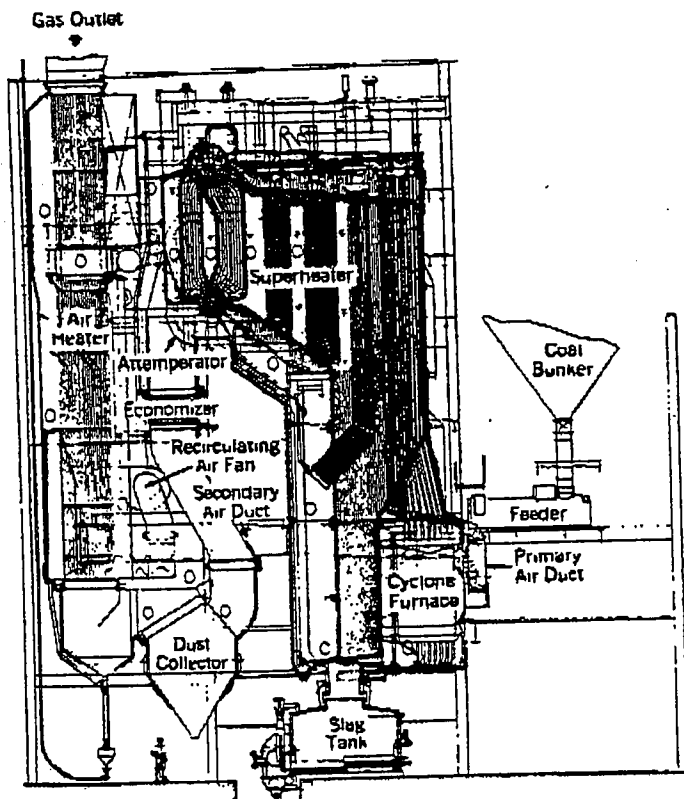 Gas Outlet
Superheater
Air
Heater
Coal
Bunker
Attemperator
Economizer
Recirculating
Air Fan
Secondary
Air Duct
Feeder
Primary
Air Duct
Cyclone
Furnace
Dust
Collector
Slag
Tank